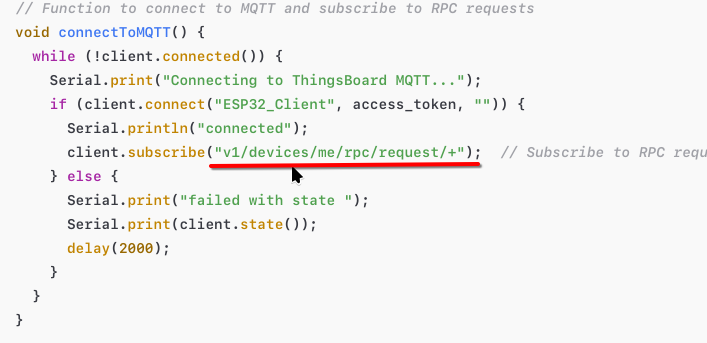 // Function to connect to MQTT and subscribe to RPC requests
void connectToMQTT() {
  while (!client.connected()) {
    Serial.print("Connecting to ThingsBoard MQTT...");
    if (client.connect("ESP32_Client", access_token, "")) {
      Serial.println("connected");
      client.subscribe("v1/devices/me/rpc/request/+");  // Subscribe to RPC requ
    } else {
      Serial.print("failed with state ");
      Serial.print(client.state());
      delay(2000);
    }
  }
}